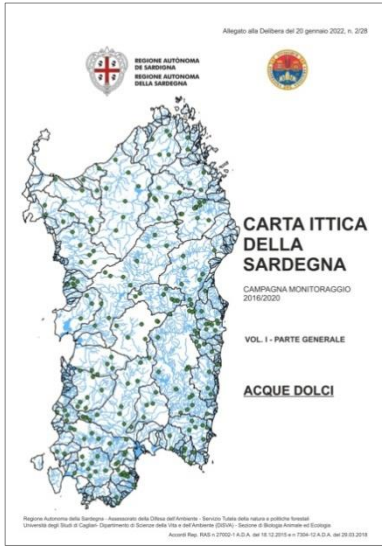 Allegato alla Delibera del 20 gennaio 2022, n. 2/28
REGIONE AUTÒNOMA
DE SARDIGNA
REGIONE AUTONOMA
DELLA SARDEGNA
CARTA ITTICA
DELLA
SARDEGNA
CAMPAGNA MONITORAGGIO
2016/2020
VOL. I - PARTE GENERALE
ACQUE DOLCI
Regione Autonoma della Sardegna - Assessorato della Difesa dell'Ambiente - Servizio Tutela della natura e politiche forestali
Università degli Studi di Cagliari- Dipartimento di Scienze della Vita e dell'Ambiente (DISVA) - Sezione di Biologia Animale ed Ecologia
Accordi Rep. RAS n 27002-1 A.D.A. del 18.12.2015 e n 7304-12 A.D.A. del 29.03.2018